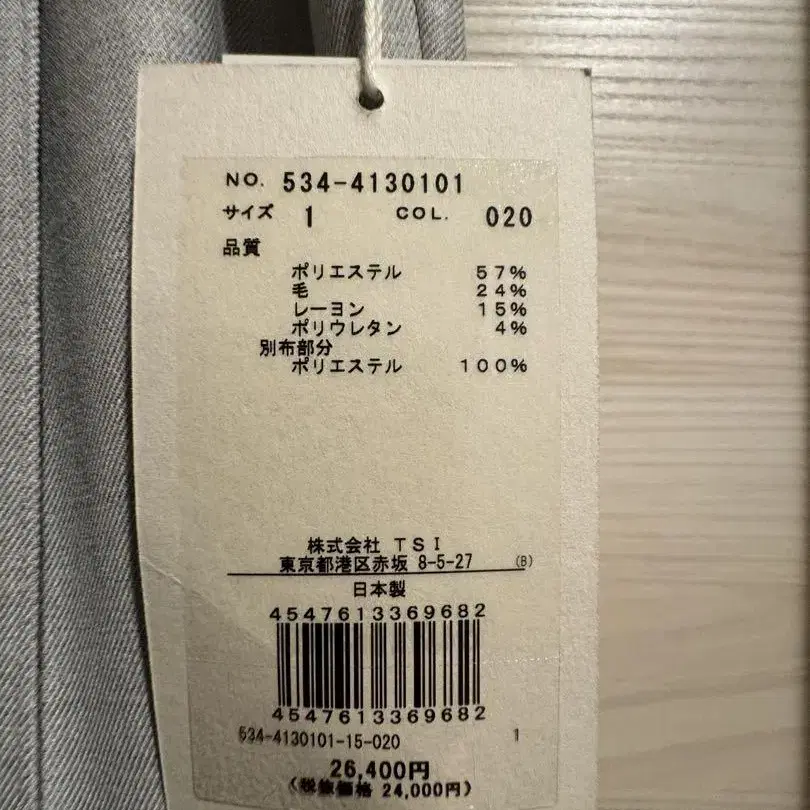 NO. 534-4130101
サイズ 1 COL. 020
品質
ポリエステル 57%
毛 24%
レーヨン 15%
ポリウレタン 4%
別布部分
ポリエステル 100%
株式会社 TSI
東京都港区赤坂 8-5-27 (B)
日本製
4547613369682
4547613369682
534-4130101-15-020 1
26,400円
(税抜価格 24,000円)